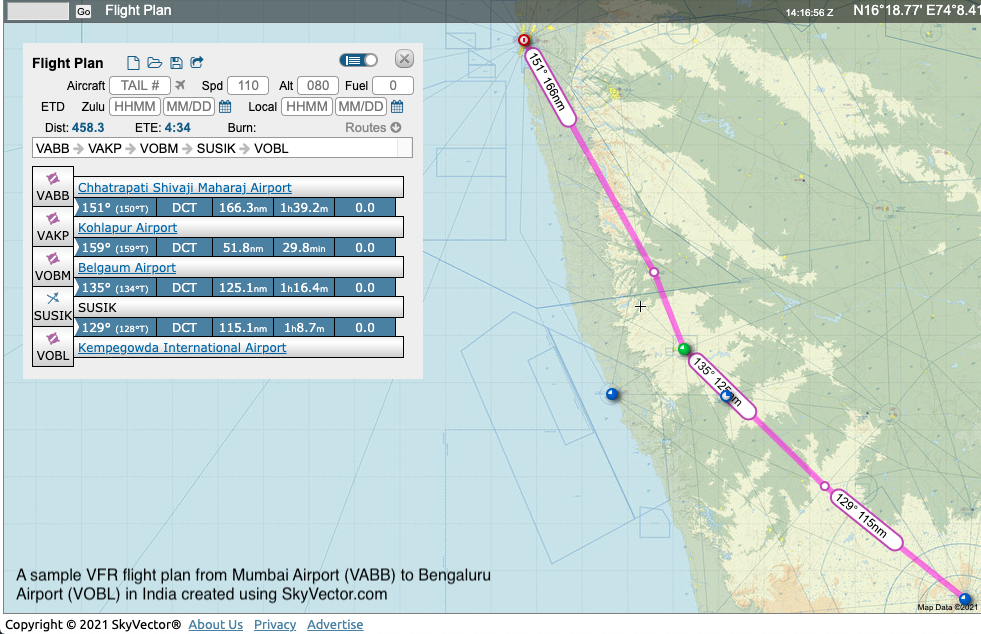 Go Flight Plan 14:16:56 Z N16°18.77' E74°8.41
Flight Plan
Aircraft TAIL # Spd 110 Alt 080 Fuel 0
ETD Zulu HHMM MM/DD Local HHMM MM/DD
Dist: 458.3 ETE: 4:34 Burn: Routes
VABB VAKP VOBM SUSIK VOBL
VABB Chhatrapati Shivaji Maharaj Airport
151° (150°T) DCT 166.3nm 1h39.2m 0.0
VAKP Kohlapur Airport
159° (159°T) DCT 51.8nm 29.8min 0.0
VOBM Belgaum Airport
135° (134°T) DCT 125.1nm 1h16.4m 0.0
SUSIK SUSIK
129° (128°T) DCT 115.1nm 1h8.7m 0.0
VOBL Kempegowda International Airport
151° 166nm
135° 125nm
129° 115nm
A sample VFR flight plan from Mumbai Airport (VABB) to Bengaluru
Airport (VOBL) in India created using SkyVector.com
Map Data ©2021
Copyright © 2021 SkyVector® About Us Privacy Advertise